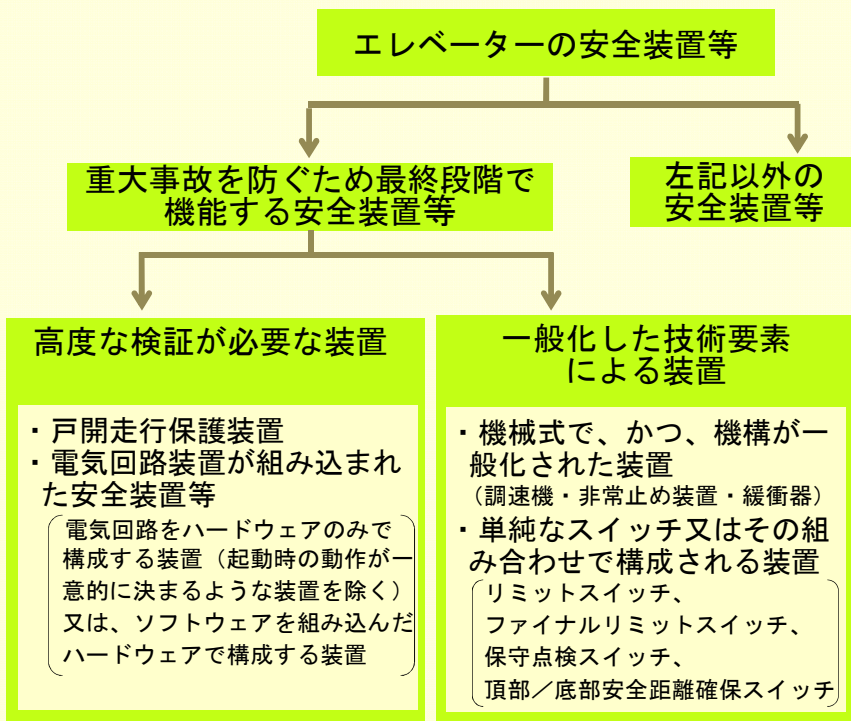 エレベーターの安全装置等
重大事故を防ぐため最終段階で
機能する安全装置等
左記以外の
安全装置等
高度な検証が必要な装置
・戸開走行保護装置
・電気回路装置が組み込まれ
た安全装置等
電気回路をハードウェアのみで
構成する装置（起動時の動作が一
意的に決まるような装置を除く）
又は、ソフトウェアを組み込んだ
ハードウェアで構成する装置
一般化した技術要素
による装置
・機械式で、かつ、機構が一
般化された装置
（調速機・非常止め装置・緩衝器）
・単純なスイッチ又はその組
み合わせで構成される装置
リミットスイッチ、
ファイナルリミットスイッチ、
保守点検スイッチ、
頂部／底部安全距離確保スイッチ